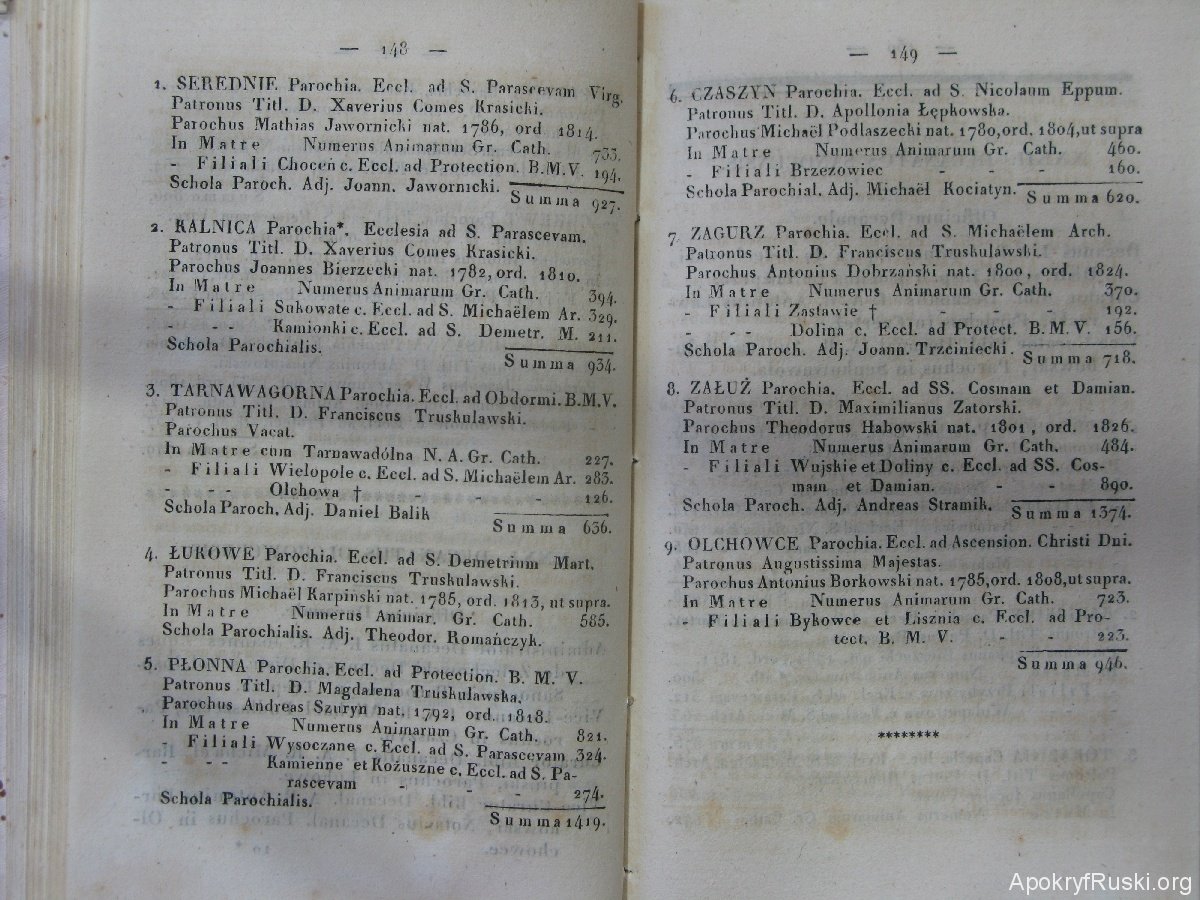 — 148 —
1. SEREDNIE Parochia. Eccl. ad S. Parascevam Virg.
Patronus Titl. D. Xaverius Comes Krasicki.
Parochus Mathias Jawornicki nat. 1786, ord 1814.
In Matre Numerus Animarum Gr. Cath. 733.
- Filiali Choceń c. Eccl. ad Protection. B.M.V. 194.
Schola Paroch. Adj. Joann. Jawornicki. Summa 927.
2. KALNICA Parochia*. Ecclesia ad S. Parascevam.
Patronus Titl. D. Xaverius Comes Krasicki.
Parochus Joannes Bierzecki nat. 1782, ord. 1810.
In Matre Numerus Animarum Gr. Cath. 394.
- Filiali Sukowate c. Eccl. ad S. Michaëlem Ar. 329.
- - - Kamionki c. Eccl. ad S. Demetr. M. 211.
Schola Parochialis. Summa 934.
3. TARNAWAGORNA Parochia. Eccl. ad Obdormi. B.M.V.
Patronus Titl. D. Franciscus Truskulawski.
Parochus Vacat.
In Matre cum Tarnawadólna N. A. Gr. Cath. 227.
- Filiali Wielopole c. Eccl. ad S. Michaëlem Ar. 283.
- - - Olchowa † - - - 126.
Schola Paroch. Adj. Daniel Balik Summa 636.
4. ŁUKOWE Parochia. Eccl. ad S. Demetrium Mart.
Patronus Titl. D. Franciscus Truskulawski.
Parochus Michaël Karpiński nat. 1785, ord. 1813, ut supra.
In Matre Numerus Animar. Gr. Cath. 585.
Schola Parochialis. Adj. Theodor. Romańczyk.
5. PŁONNA Parochia. Eccl. ad Protection. B. M. V.
Patronus Titl. D. Magdalena Truskulawska.
Parochus Andreas Szuryn nat. 1792, ord. 1818.
In Matre Numerus Animarum Gr. Cath. 821.
- Filiali Wysoczane c. Eccl. ad S. Parascevam 324.
- - - Kamienne et Kożuszne c. Eccl. ad S. Pa-
rascevam - - - 274.
Schola Parochialis. Summa 1419.
— 149 —
6. CZASZYN Parochia. Eccl. ad S. Nicolaum Eppum.
Patronus Titl. D. Apollonia Łępkowska.
Parochus Michaël Podlaszecki nat. 1780, ord. 1804, ut supra
In Matre Numerus Animarum Gr. Cath. 460.
- Filiali Brzezowiec - - - 160.
Schola Parochial. Adj. Michaël Kociatyn. Summa 620.
7. ZAGURZ Parochia. Eccl. ad S. Michaëlem Arch.
Patronus Titl. D. Franciscus Truskulawski.
Parochus Antonius Dobrzański nat. 1800, ord. 1824.
In Matre Numerus Animarum Gr. Cath. 370.
- Filiali Zasławie † - - - 192.
- - - Dolina c. Eccl. ad Protect. B. M. V. 156.
Schola Paroch. Adj. Joann. Trzciniecki. Summa 718.
8. ZAŁUŻ Parochia. Eccl. ad SS. Cosmam et Damian.
Patronus Titl. D. Maximilianus Zatorski.
Parochus Theodorus Habowski nat. 1801, ord. 1826.
In Matre Numerus Animarum Gr. Cath. 484.
- Filiali Wujskie et Doliny c. Eccl. ad SS. Cos-
mam et Damian. - - 890.
Schola Paroch. Adj. Andreas Stramik. Summa 1374.
9. OLCHOWCE Parochia. Eccl. ad Ascension. Christi Dni.
Patronus Augustissima Majestas.
Parochus Antonius Borkowski nat. 1785, ord. 1808, ut supra.
In Matre Numerus Animarum Gr. Cath. 723.
- Filiali Bykowce et Lisznia c. Eccl. ad Pro-
tect. B. M. V. - - 223.
Summa 946.
********
ApokryfRuski.org